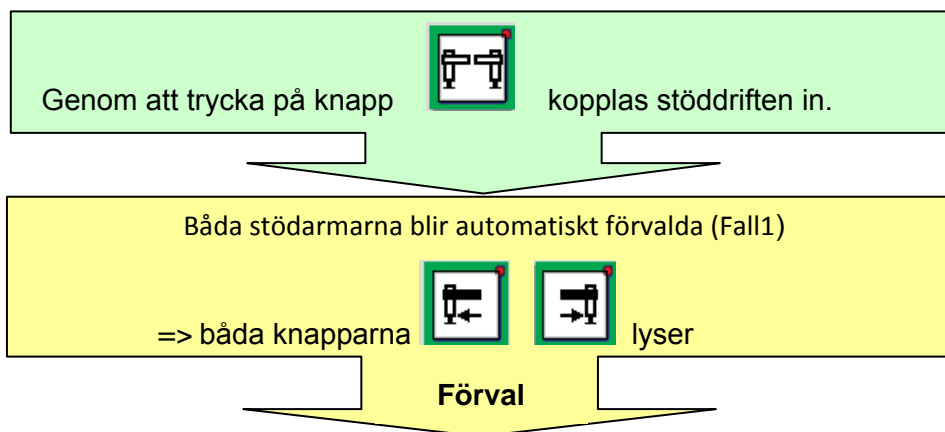 Genom att trycka på knapp kopplas stöddriften in.
Båda stödarmarna blir automatiskt förvalda (Fall1)
=> båda knapparna lyser
Förval